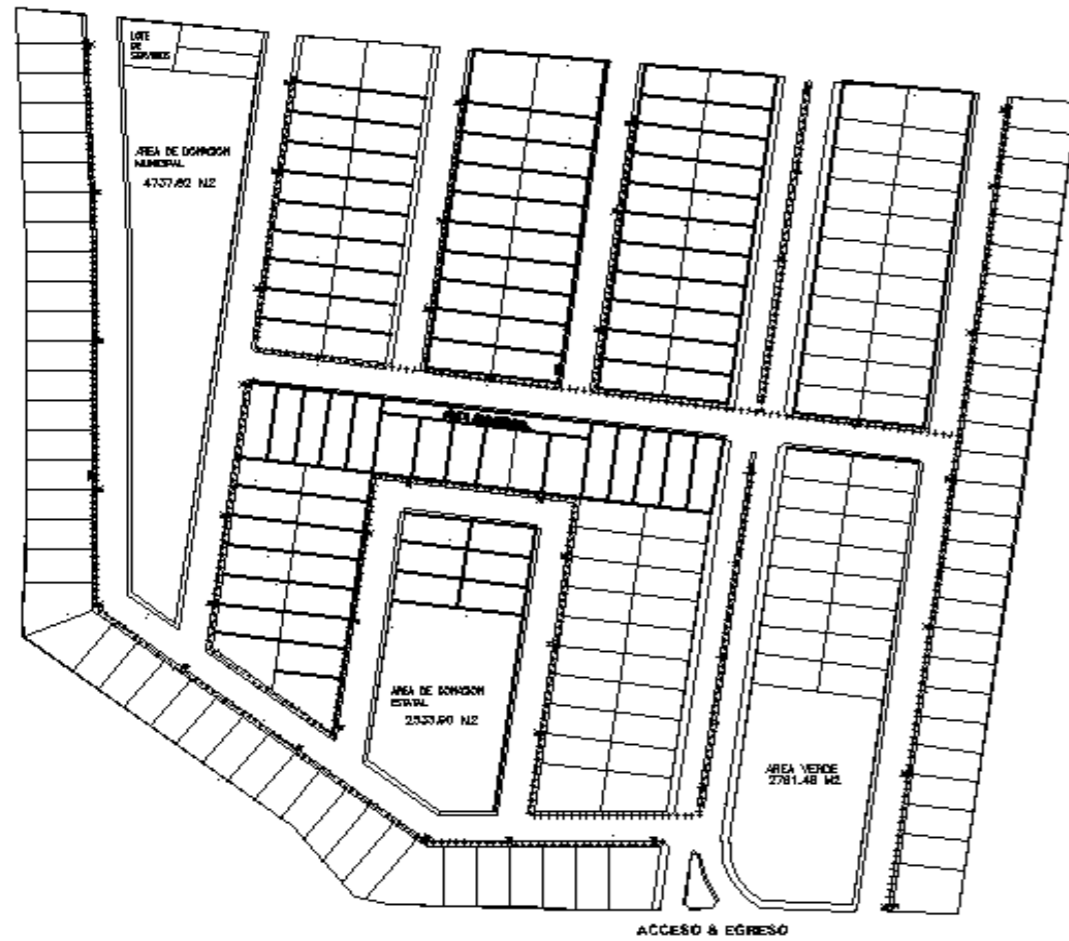 LOTE
DE
SERVICIOS
AREA DE DONACION
MUNICIPAL
4737.62 M2
AREA DE DONACION
ESTATAL
2533.90 M2
AREA VERDE
2781.48 M2
ACCESO & EGRESO